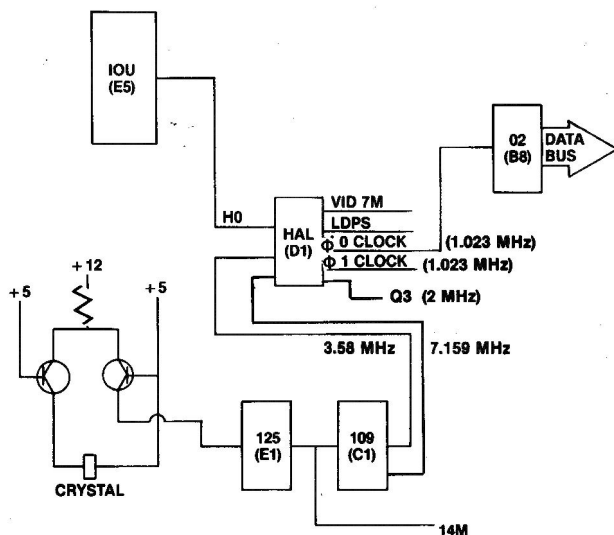 IOU
(E5)
02
(B8)
DATA
BUS
H0
HAL
(D1)
VID 7M
LDPS
Φ 0 CLOCK (1.023 MHz)
Φ 1 CLOCK (1.023 MHz)
Q3 (2 MHz)
+12
+5
+5
3.58 MHz
7.159 MHz
125
(E1)
109
(C1)
CRYSTAL
14M